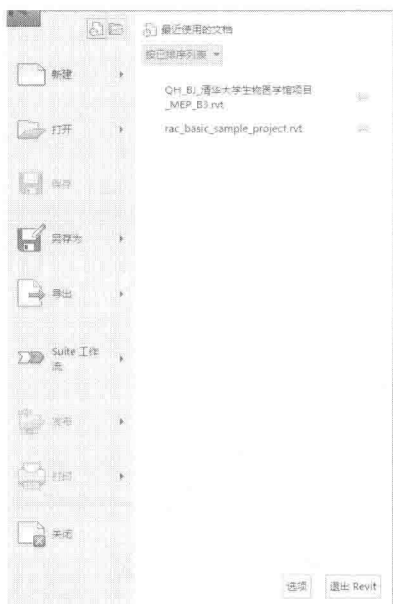 最近使用的文档
按已排序列表
新建
QH_BJ_清华大学生物医学馆项目
_MEP_B3.rvt
打开
rac_basic_sample_project.rvt
保存
另存为
导出
Suite 工作
流
发布
打印
关闭
选项
退出 Revit